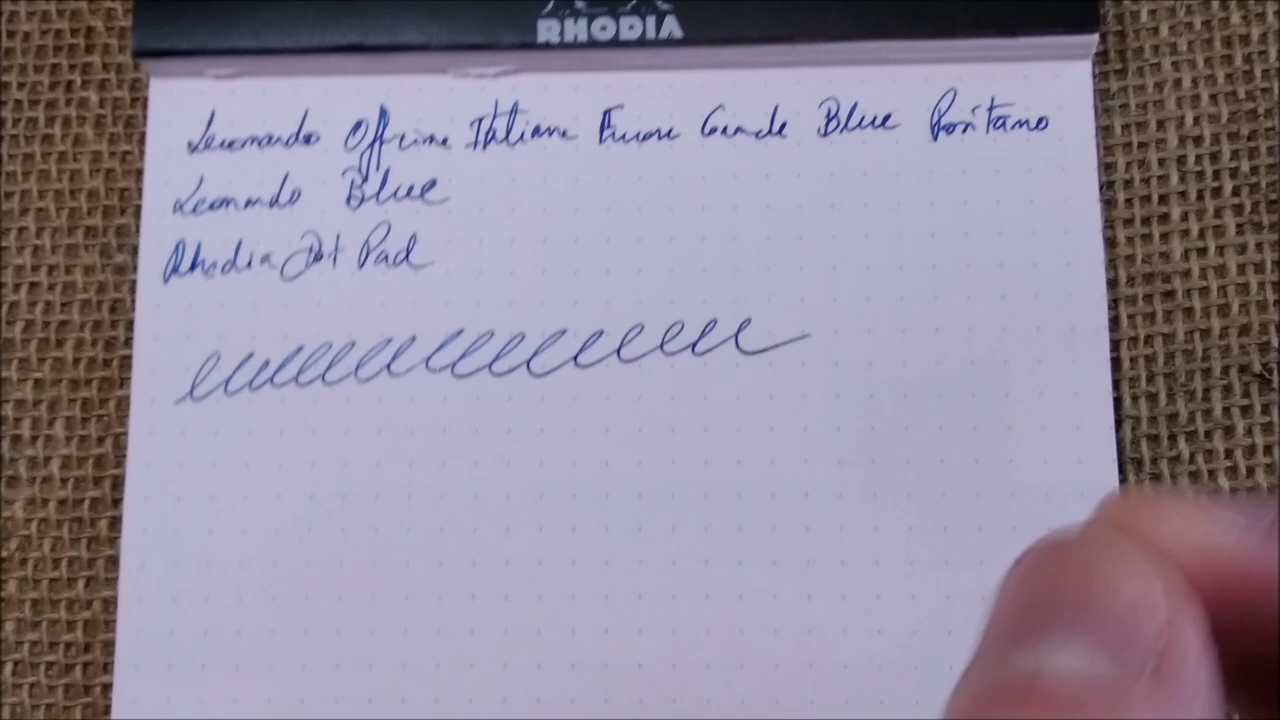 RHODIA
Leonardo Officina Italiana Furore Grande Blue Positano
Leonardo Blue
Rhodia Dot Pad